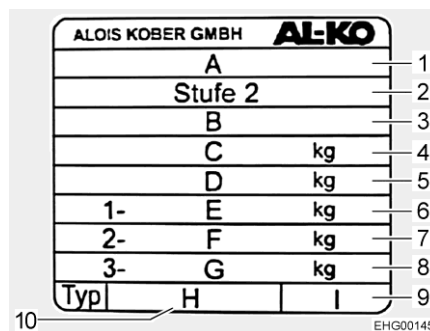 ALOIS KOBER GMBH AL-KO
A 1
Stufe 2 2
B 3
C kg 4
D kg 5
1- E kg 6
2- F kg 7
3- G kg 8
Typ H I 9
10
EHG00145